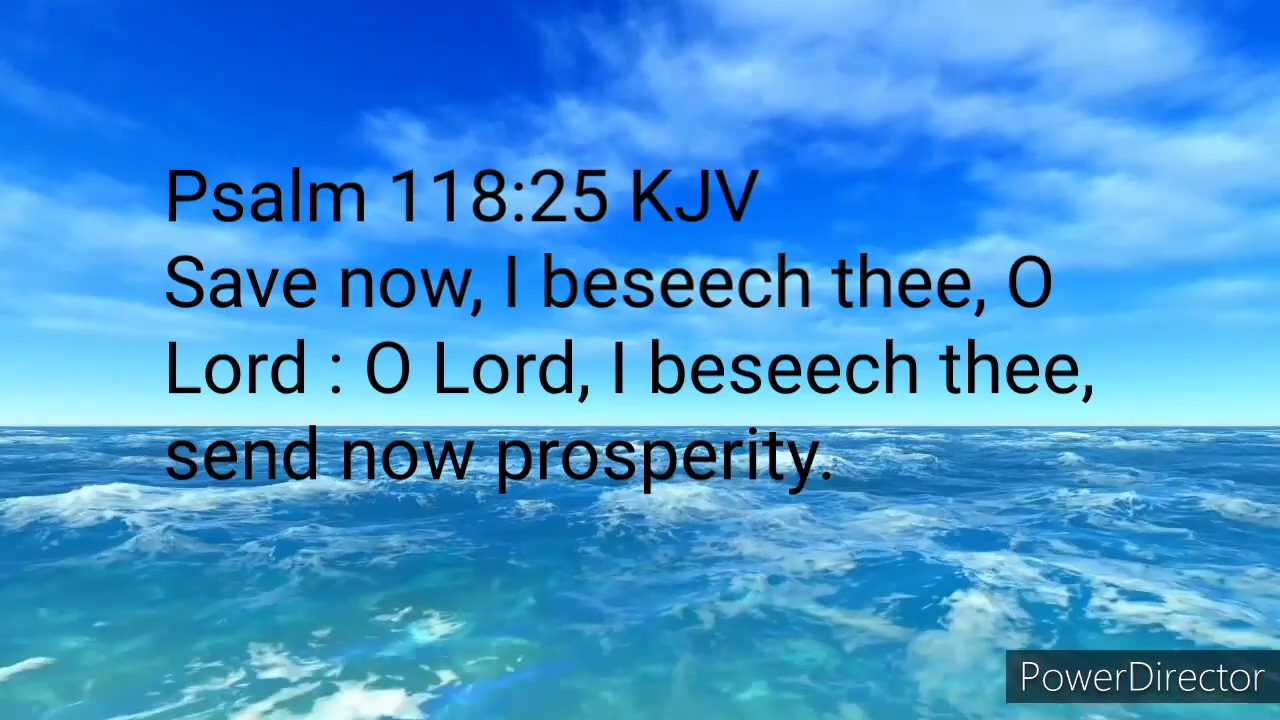 Psalm 118:25 KJV
Save now, I beseech thee, O
Lord : O Lord, I beseech thee,
send now prosperity.
PowerDirector